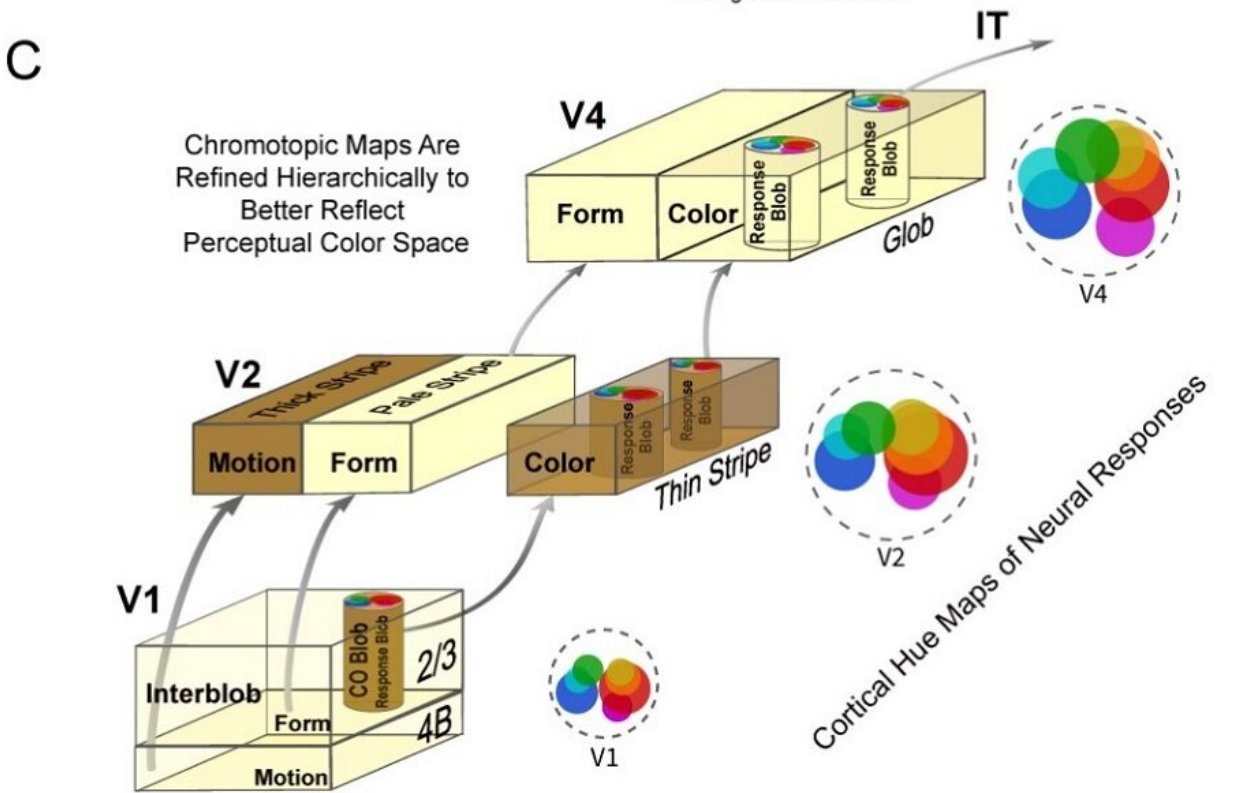 C
IT
V4
Chromotopic Maps Are
Refined Hierarchically to
Better Reflect
Perceptual Color Space
Form
Color
Response
Blob
Response
Blob
Glob
V4
V2
Thick Stripe
Pale Stripe
Motion
Form
Color
Response
Blob
Response
Blob
Thin Stripe
V2
Cortical Hue Maps of Neural Responses
V1
Interblob
CO Blob
Response Blob
2/3
Form
4B
Motion
V1